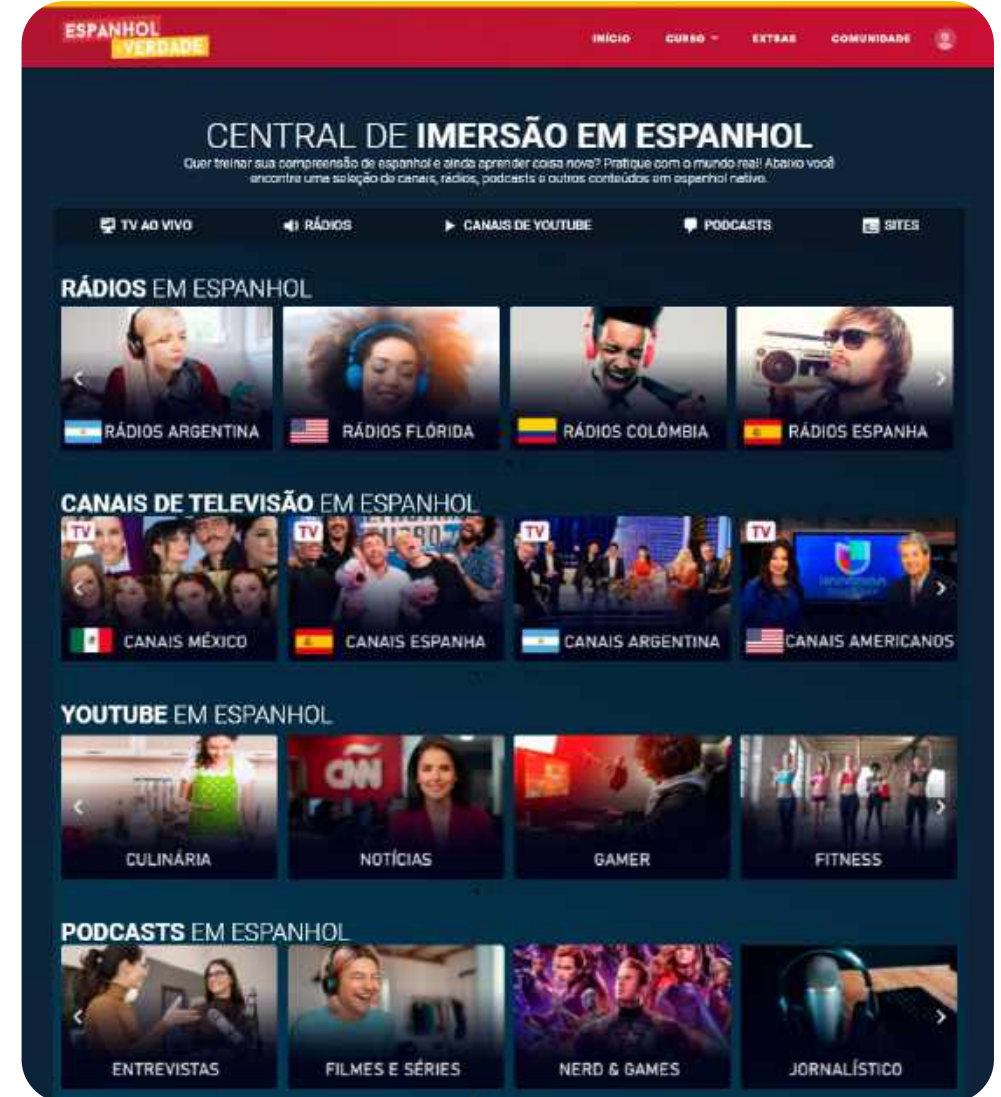 ESPANHOL
VERDADE
INÍCIO CURSO EXTRAS COMUNIDADE
CENTRAL DE IMERSÃO EM ESPANHOL
Quer treinar sua compreensão de espanhol e ainda aprender coisa nova? Pratique com o mundo real! Abaixo você
encontra uma seleção de canais, rádios, podcasts e outros conteúdos em espanhol nativo.
TV AO VIVO RÁDIOS CANAIS DE YOUTUBE PODCASTS SITES
RÁDIOS EM ESPANHOL
RÁDIOS ARGENTINA RÁDIOS FLÓRIDA RÁDIOS COLÔMBIA RÁDIOS ESPANHA
CANAIS DE TELEVISÃO EM ESPANHOL
TV TV TV TV
CANAIS MÉXICO CANAIS ESPANHA CANAIS ARGENTINA CANAIS AMERICANOS
YOUTUBE EM ESPANHOL
CÑN
CULINÁRIA NOTÍCIAS GAMER FITNESS
PODCASTS EM ESPANHOL
ENTREVISTAS FILMES E SÉRIES NERD & GAMES JORNALÍSTICO